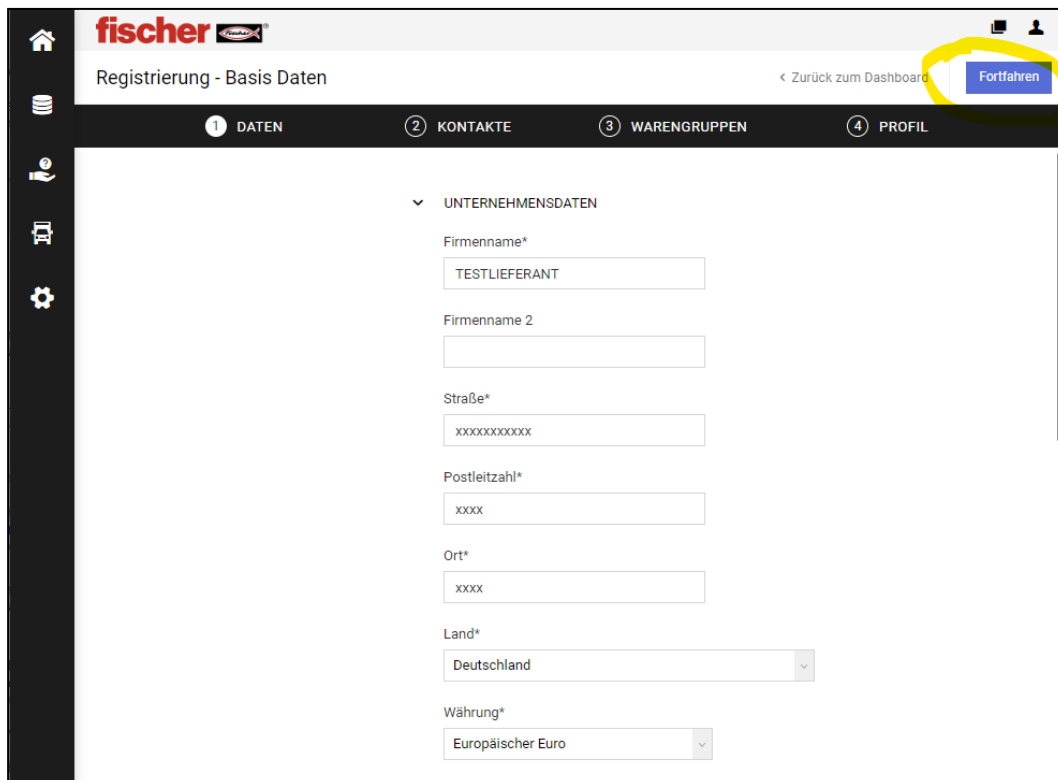 fischer
Registrierung - Basis Daten
< Zurück zum Dashboard
Fortfahren
1 DATEN
2 KONTAKTE
3 WARENGRUPPEN
4 PROFIL
UNTERNEHMENSDATEN
Firmenname*
TESTLIEFERANT
Firmenname 2
Straße*
xxxxxxxxxxx
Postleitzahl*
xxxx
Ort*
xxxx
Land*
Deutschland
Währung*
Europäischer Euro